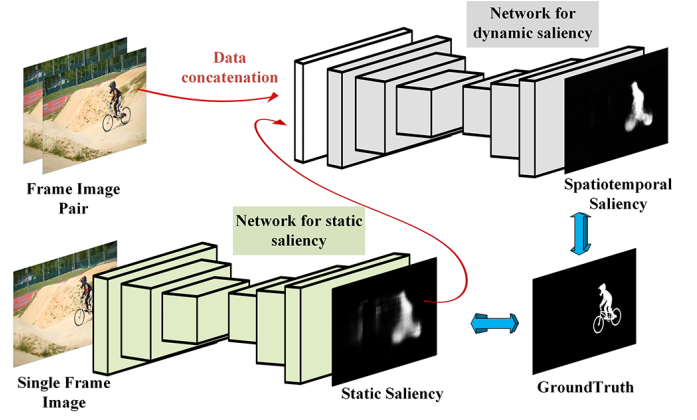 Network for
dynamic saliency
Data
concatenation
Frame Image
Pair
Spatiotemporal
Saliency
Network for static
saliency
Single Frame
Image
Static Saliency
GroundTruth